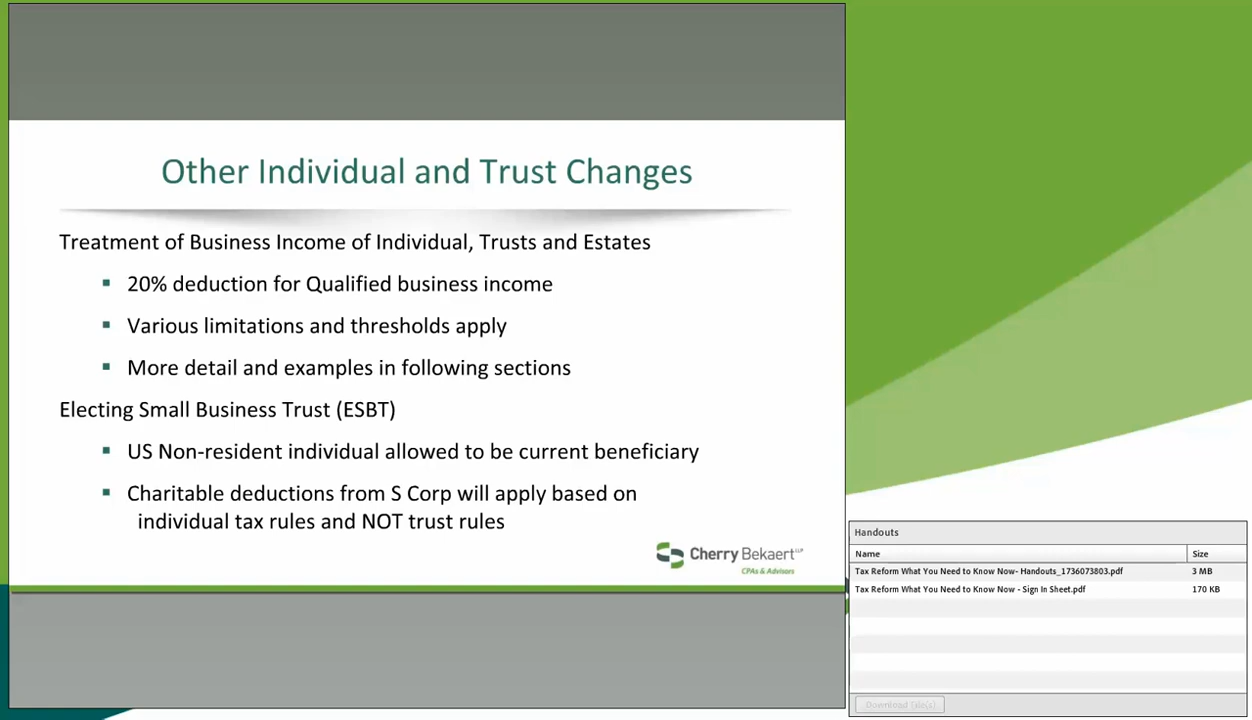 Other Individual and Trust Changes
Treatment of Business Income of Individual, Trusts and Estates
▪ 20% deduction for Qualified business income
▪ Various limitations and thresholds apply
▪ More detail and examples in following sections
Electing Small Business Trust (ESBT)
▪ US Non-resident individual allowed to be current beneficiary
▪ Charitable deductions from S Corp will apply based on
individual tax rules and NOT trust rules
Cherry Bekaert LLP
CPAs & Advisors
Handouts
Name Size
Tax Reform What You Need to Know Now- Handouts_1736073803.pdf 3 MB
Tax Reform What You Need to Know Now - Sign In Sheet.pdf 170 KB
Download File(s)